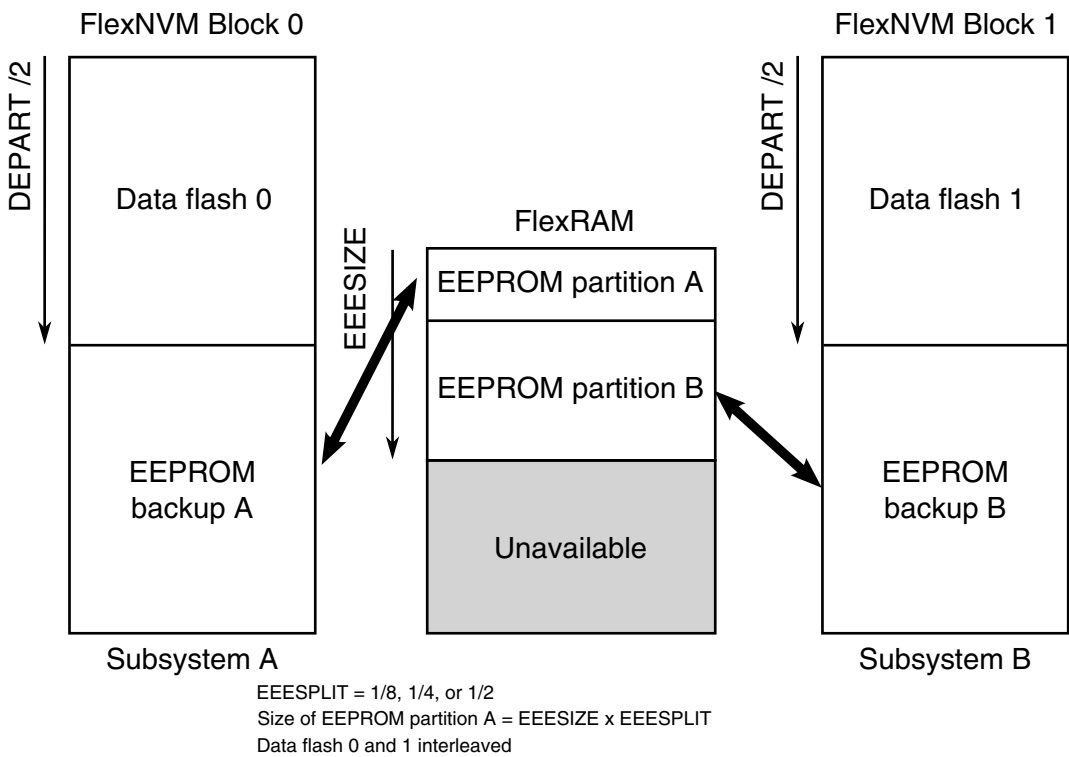 FlexNVM Block 0
FlexNVM Block 1
DEPART /2
Data flash 0
EEESIZE
FlexRAM
DEPART /2
Data flash 1
EEPROM partition A
EEPROM partition B
EEPROM
backup A
Unavailable
EEPROM
backup B
Subsystem A
Subsystem B
EEESPLIT = 1/8, 1/4, or 1/2
Size of EEPROM partition A = EEESIZE x EEESPLIT
Data flash 0 and 1 interleaved